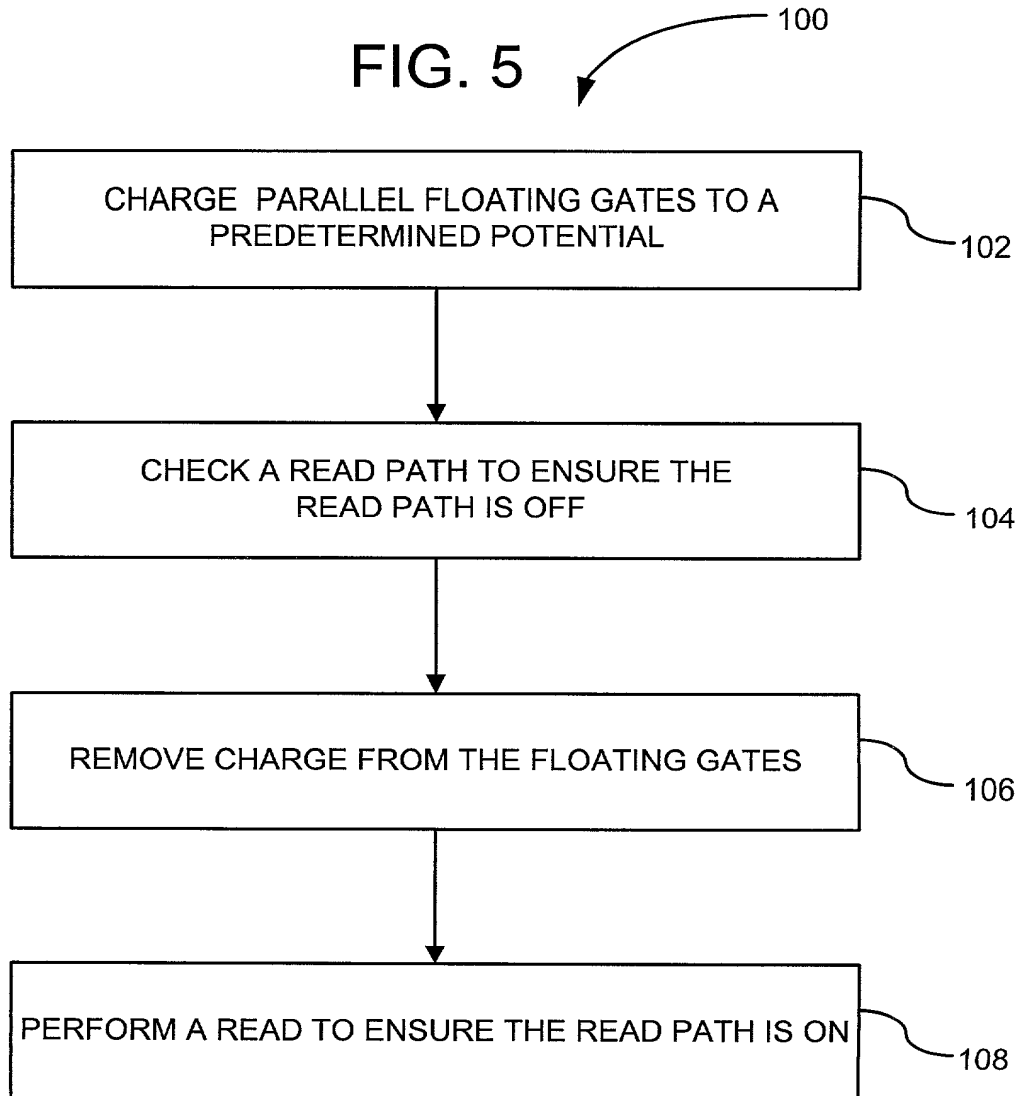 100
FIG. 5
CHARGE PARALLEL FLOATING GATES TO A
PREDETERMINED POTENTIAL
102
CHECK A READ PATH TO ENSURE THE
READ PATH IS OFF
104
REMOVE CHARGE FROM THE FLOATING GATES
106
PERFORM A READ TO ENSURE THE READ PATH IS ON
108